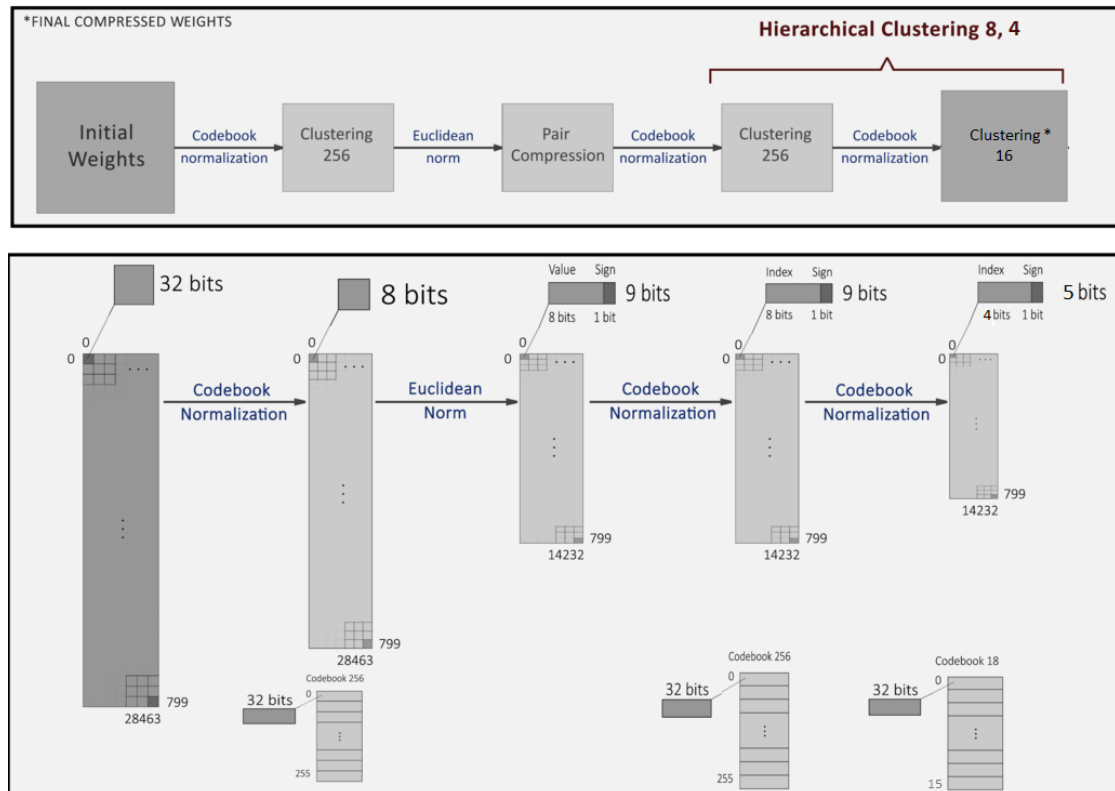 *FINAL COMPRESSED WEIGHTS
Hierarchical Clustering 8, 4
Initial
Weights
Codebook
normalization
Clustering
256
Euclidean
norm
Pair
Compression
Codebook
normalization
Clustering
256
Codebook
normalization
Clustering *
16
32 bits
8 bits
Value Sign
9 bits
8 bits 1 bit
Index Sign
9 bits
8 bits 1 bit
Index Sign
5 bits
4 bits 1 bit
0
0
...
0
0
...
0
0
...
0
0
...
0
0
...
Codebook
Normalization
Euclidean
Norm
Codebook
Normalization
Codebook
Normalization
799
14232
799
14232
799
14232
799
28463
799
28463
Codebook 256
32 bits
0
255
Codebook 256
32 bits
0
255
Codebook 18
32 bits
0
15